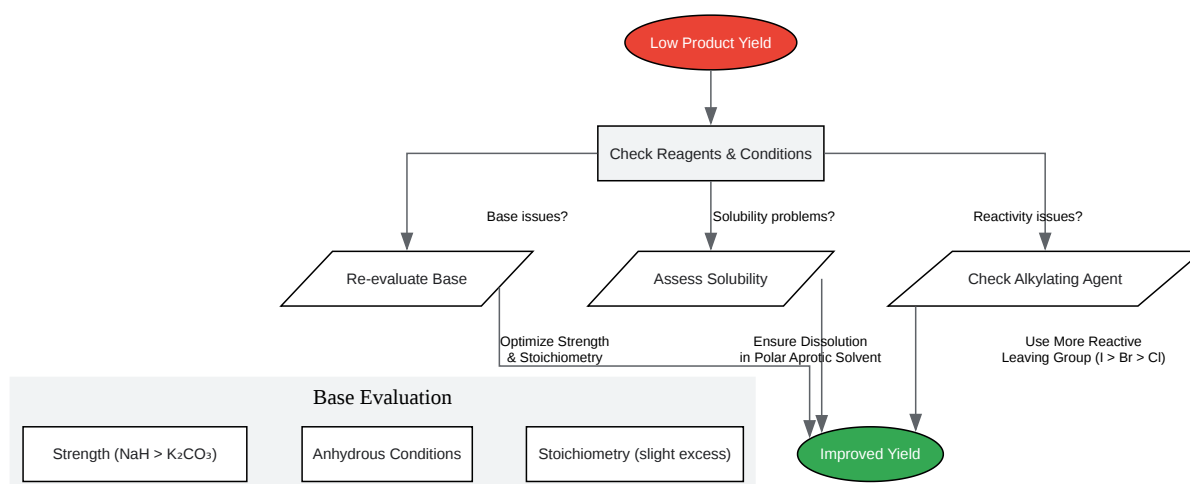 Low Product Yield
Check Reagents & Conditions
Base issues?
Solubility problems?
Reactivity issues?
Re-evaluate Base
Assess Solubility
Check Alkylating Agent
Optimize Strength
& Stoichiometry
Ensure Dissolution
in Polar Aprotic Solvent
Use More Reactive
Leaving Group (I > Br > Cl)
Base Evaluation
Strength (NaH > K₂CO₃)
Anhydrous Conditions
Stoichiometry (slight excess)
Improved Yield